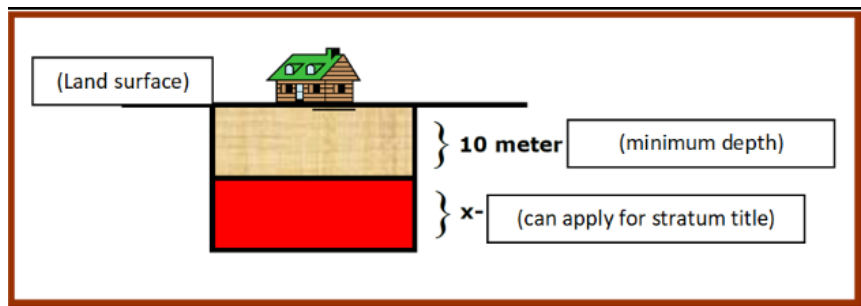 (Land surface)
} 10 meter (minimum depth)
} x- (can apply for stratum title)